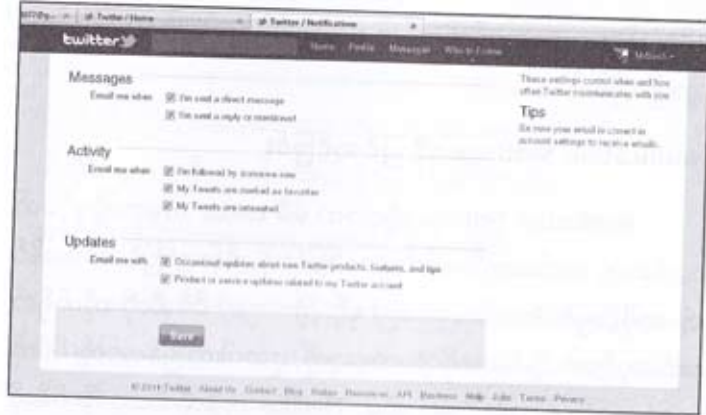 Twitter / Home
Twitter / Notifications
twitter
Home Profile Messages Who to Follow
Messages
Email me when I'm sent a direct message
I'm sent a reply or mentioned
Activity
Email me when I'm followed by someone new
My Tweets are marked as favorites
My Tweets are retweeted
Updates
Email me with Occasional updates about new Twitter products, features, and tips
Product or service updates related to my Twitter account
Save
These settings control when and how
often Twitter communicates with you
Tips
Be sure your email is correct in
account settings to receive emails.
© 2011 Twitter About Us Contact Blog Status Resources API Business Help Jobs Terms Privacy